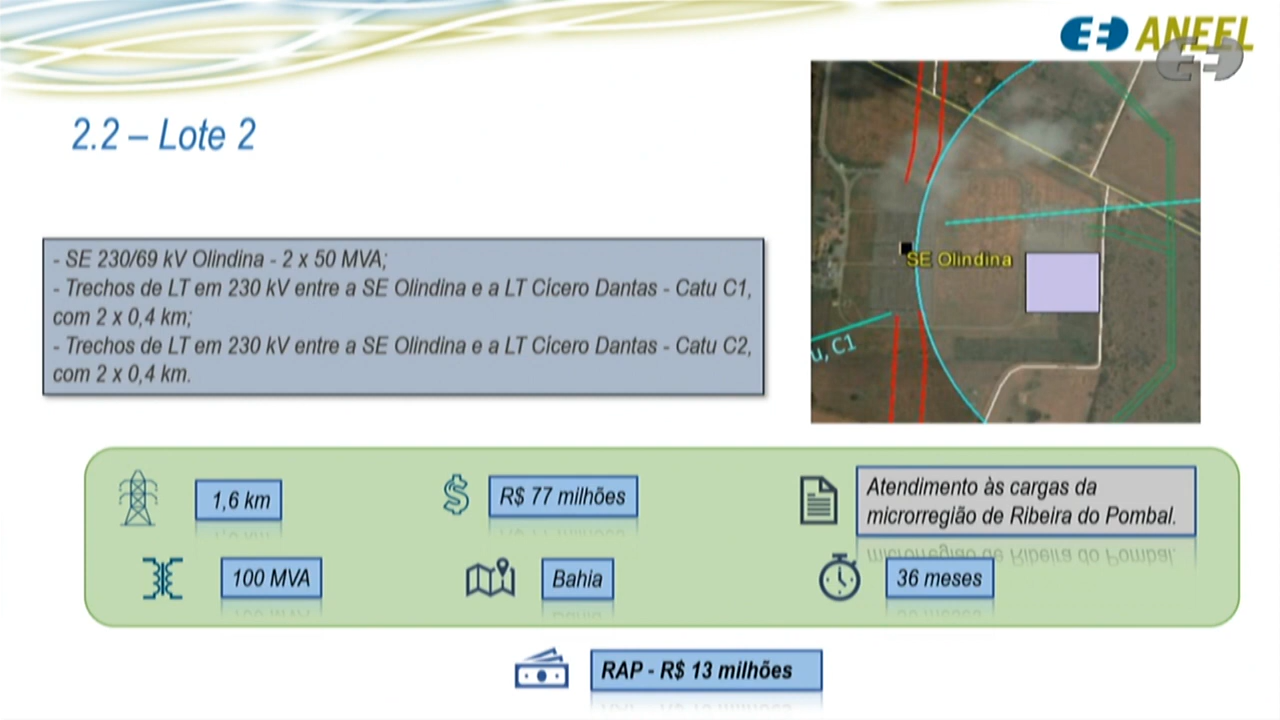 ANEEL
2.2 – Lote 2
- SE 230/69 kV Olindina - 2 x 50 MVA;
- Trechos de LT em 230 kV entre a SE Olindina e a LT Cícero Dantas - Catu C1,
com 2 x 0,4 km;
- Trechos de LT em 230 kV entre a SE Olindina e a LT Cícero Dantas - Catu C2,
com 2 x 0,4 km.
SE Olindina
u, C1
1,6 km
R$ 77 milhões
Atendimento às cargas da
microrregião de Ribeira do Pombal.
100 MVA
Bahia
36 meses
RAP - R$ 13 milhões